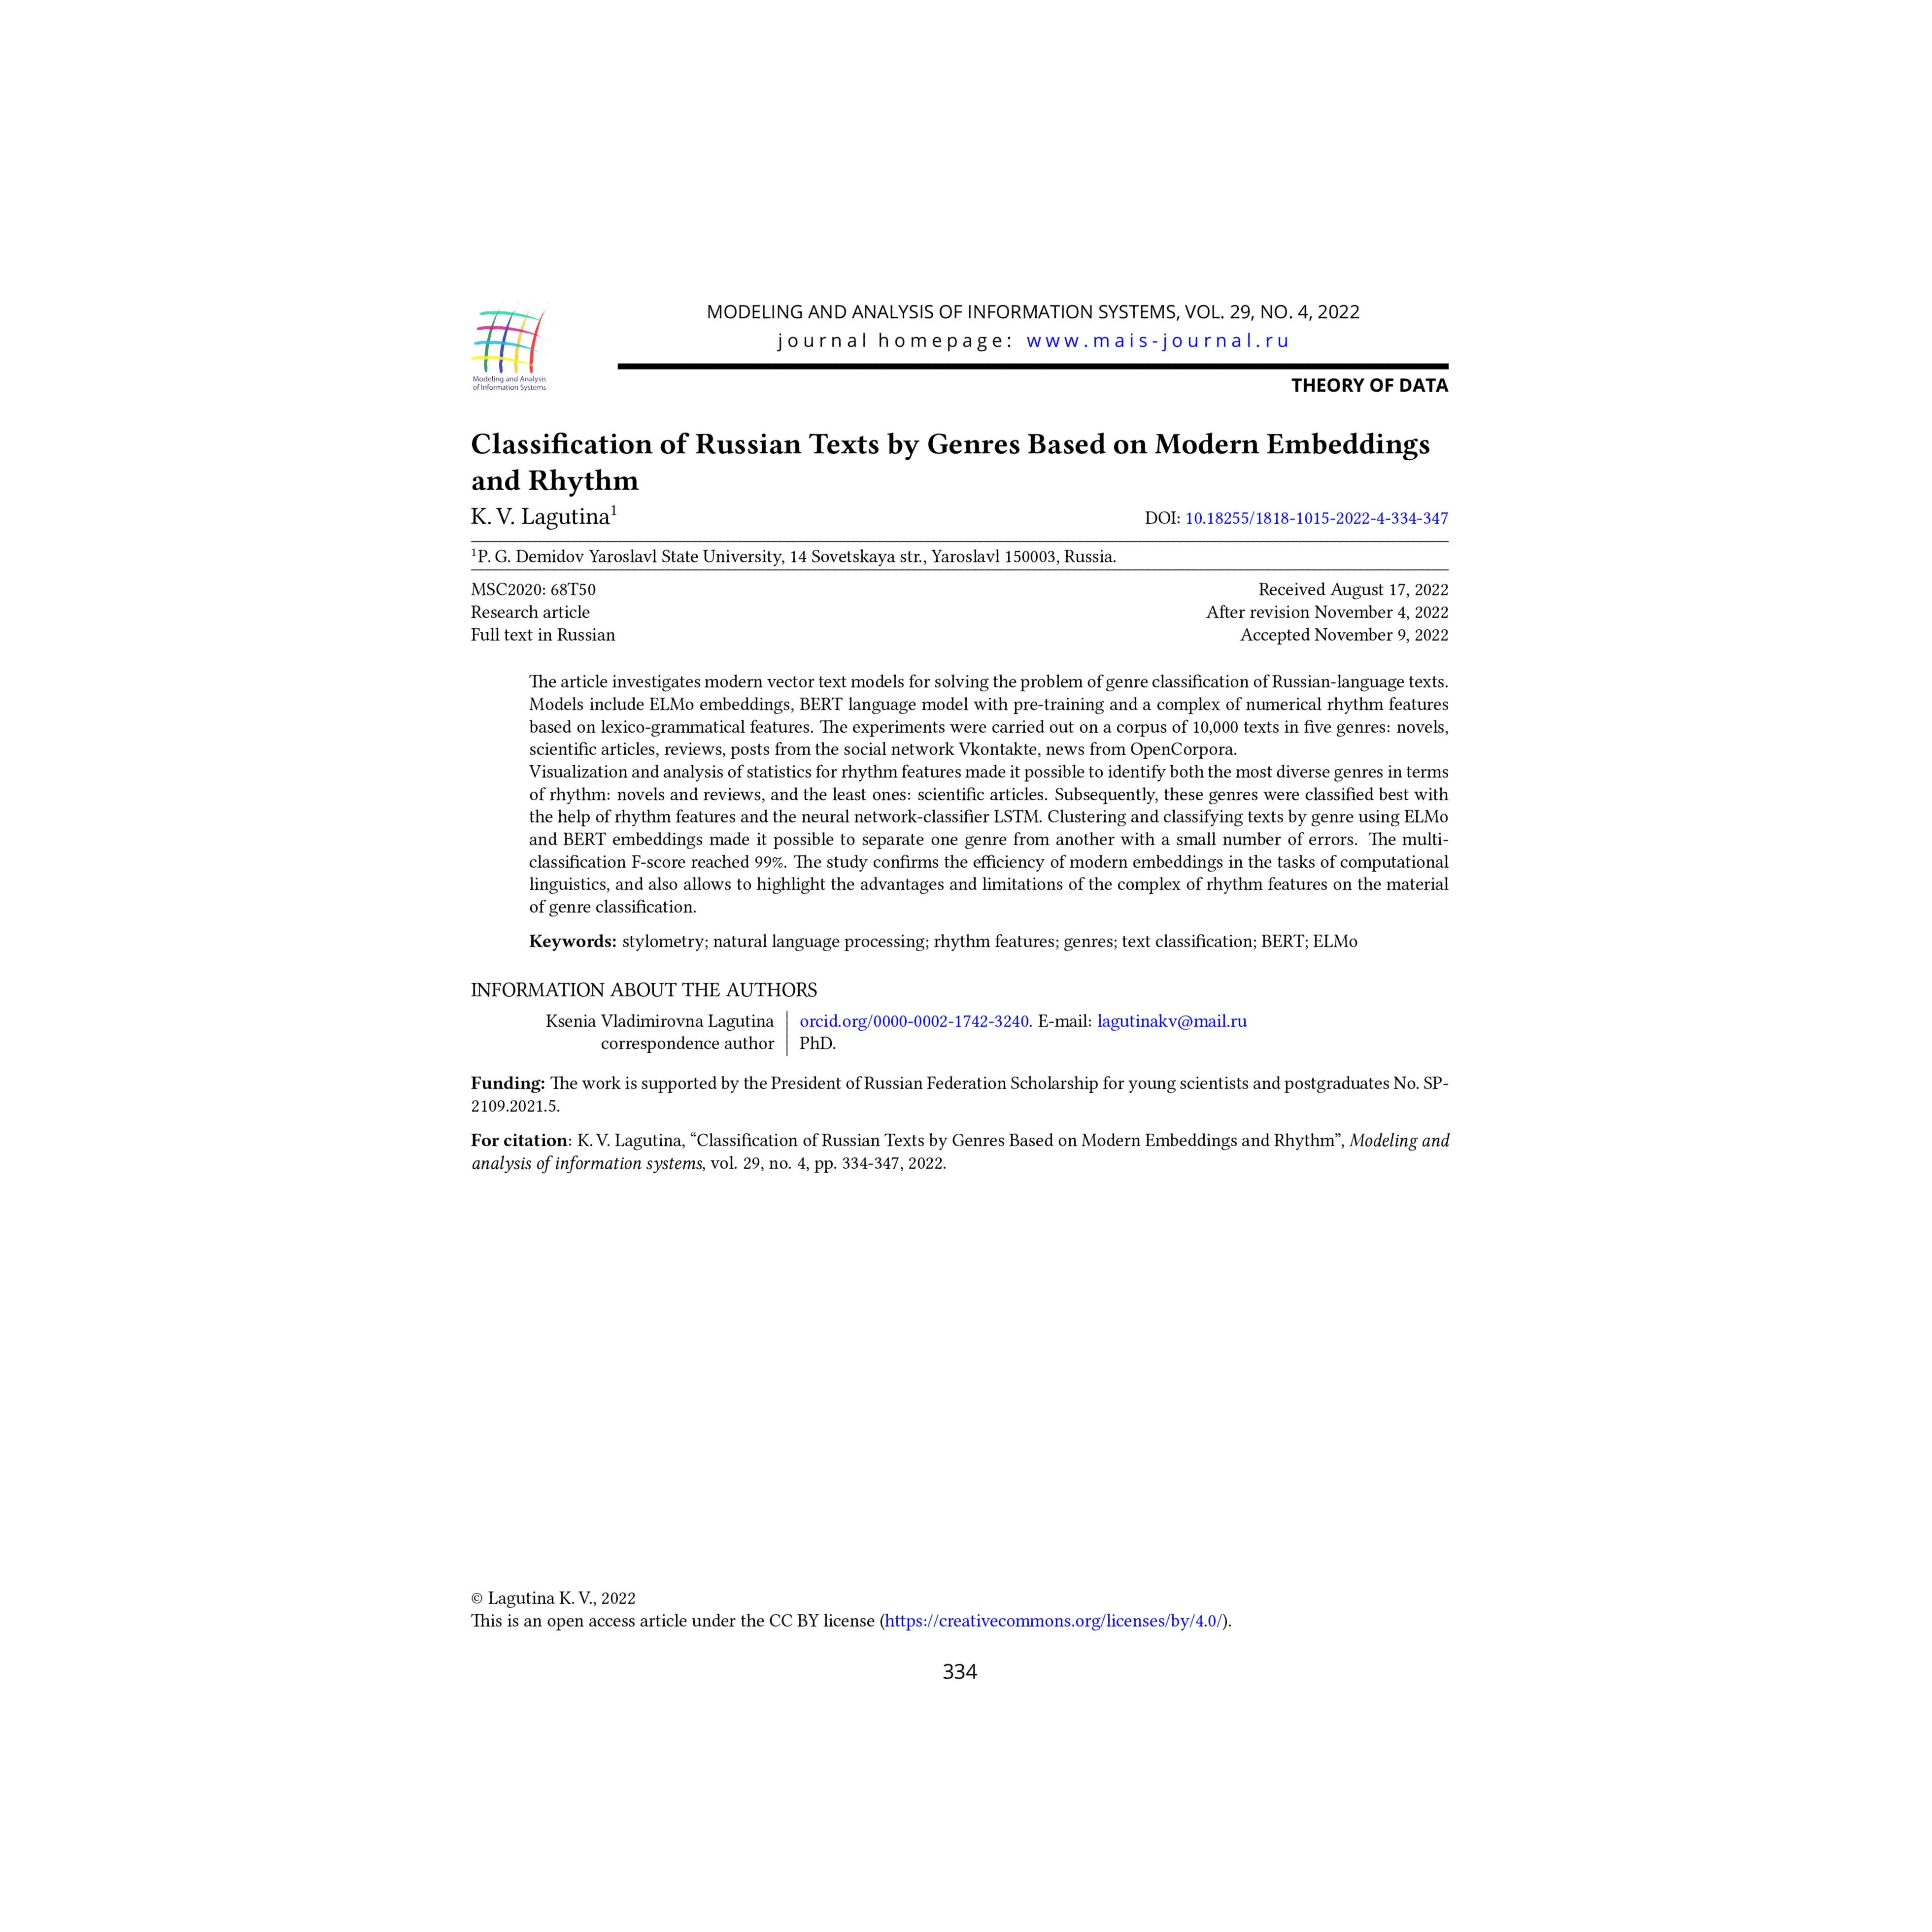 MODELING AND ANALYSIS OF INFORMATION SYSTEMS, VOL. 29, NO. 4, 2022
journal homepage: www.mais-journal.ru
Modeling and Analysis
of Information Systems
THEORY OF DATA
Classification of Russian Texts by Genres Based on Modern Embeddings
and Rhythm
K. V. Lagutina¹
DOI: 10.18255/1818-1015-2022-4-334-347
¹P. G. Demidov Yaroslavl State University, 14 Sovetskaya str., Yaroslavl 150003, Russia.
MSC2020: 68T50
Research article
Full text in Russian
Received August 17, 2022
After revision November 4, 2022
Accepted November 9, 2022
The article investigates modern vector text models for solving the problem of genre classification of Russian-language texts.
Models include ELMo embeddings, BERT language model with pre-training and a complex of numerical rhythm features
based on lexico-grammatical features. The experiments were carried out on a corpus of 10,000 texts in five genres: novels,
scientific articles, reviews, posts from the social network Vkontakte, news from OpenCorpora.
Visualization and analysis of statistics for rhythm features made it possible to identify both the most diverse genres in terms
of rhythm: novels and reviews, and the least ones: scientific articles. Subsequently, these genres were classified best with
the help of rhythm features and the neural network-classifier LSTM. Clustering and classifying texts by genre using ELMo
and BERT embeddings made it possible to separate one genre from another with a small number of errors. The multi-
classification F-score reached 99%. The study confirms the efficiency of modern embeddings in the tasks of computational
linguistics, and also allows to highlight the advantages and limitations of the complex of rhythm features on the material
of genre classification.
Keywords: stylometry; natural language processing; rhythm features; genres; text classification; BERT; ELMo
INFORMATION ABOUT THE AUTHORS
Ksenia Vladimirovna Lagutina
correspondence author
orcid.org/0000-0002-1742-3240. E-mail: lagutinakv@mail.ru
PhD.
Funding: The work is supported by the President of Russian Federation Scholarship for young scientists and postgraduates No. SP-
2109.2021.5.
For citation: K. V. Lagutina, “Classification of Russian Texts by Genres Based on Modern Embeddings and Rhythm”, Modeling and
analysis of information systems, vol. 29, no. 4, pp. 334-347, 2022.
© Lagutina K. V., 2022
This is an open access article under the CC BY license (https://creativecommons.org/licenses/by/4.0/).
334